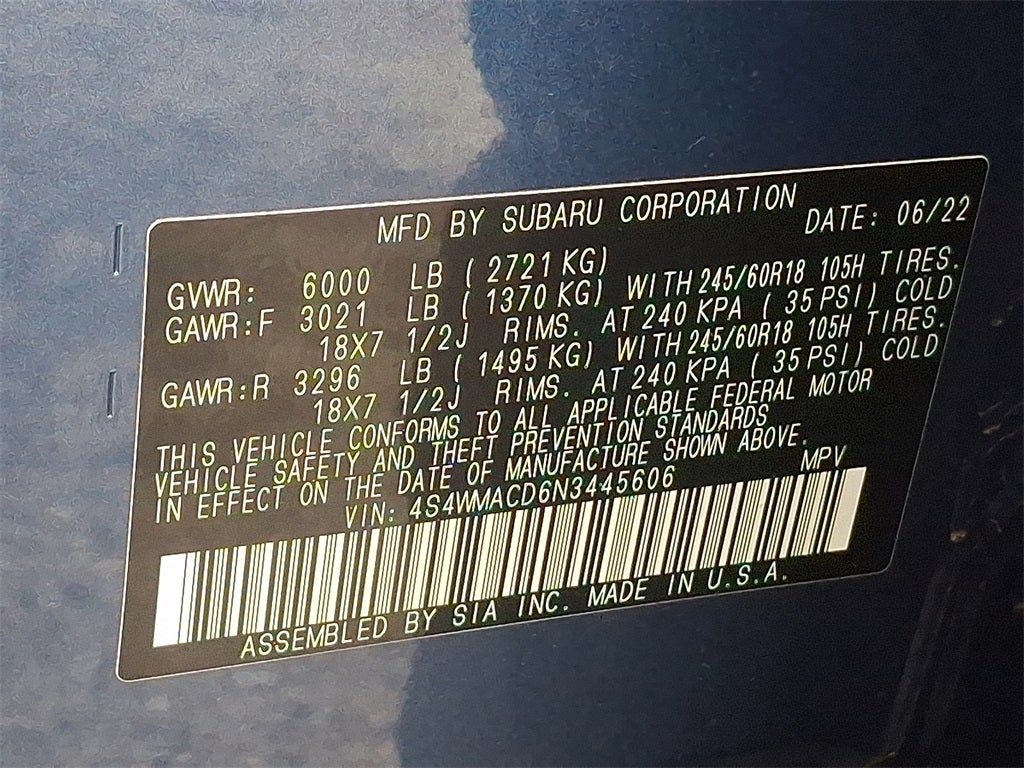 MFD BY SUBARU CORPORATION
DATE: 06/22
GVWR: 6000 LB ( 2721 KG)
GAWR:F 3021 LB ( 1370 KG) WITH 245/60R18 105H TIRES.
18X7 1/2J RIMS. AT 240 KPA ( 35 PSI) COLD
GAWR:R 3296 LB ( 1495 KG) WITH 245/60R18 105H TIRES.
18X7 1/2J RIMS. AT 240 KPA ( 35 PSI) COLD
THIS VEHICLE CONFORMS TO ALL APPLICABLE FEDERAL MOTOR
VEHICLE SAFETY AND THEFT PREVENTION STANDARDS
IN EFFECT ON THE DATE OF MANUFACTURE SHOWN ABOVE.
VIN: 4S4WMACD6N3445606 MPV
ASSEMBLED BY SIA INC. MADE IN U.S.A.